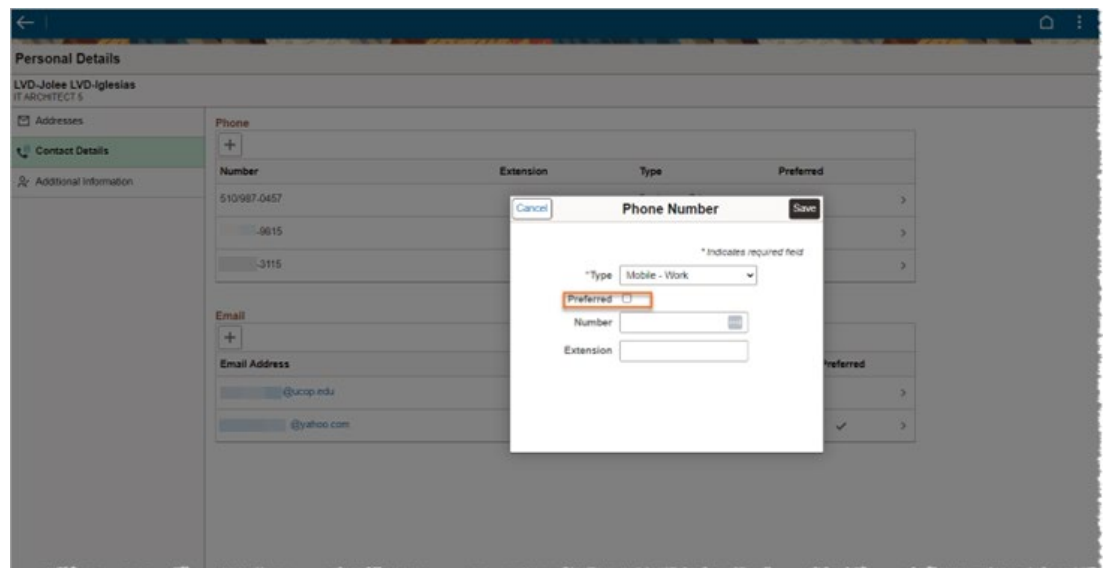 Personal Details
LVD-Jolee LVD-Iglesias
IT ARCHITECT 5
Addresses
Contact Details
Additional Information
Phone
Number Extension Type Preferred
510/987-0457
-9615
-3115
Email
Email Address Preferred
@ucop.edu
@yahoo.com
Cancel Phone Number Save
* Indicates required field
*Type Mobile - Work
Preferred
Number
Extension